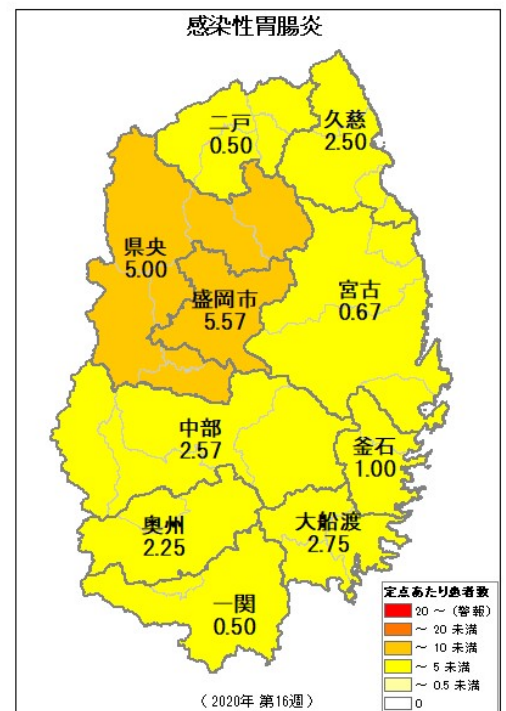 感染性胃腸炎
二戸
0.50
久慈
2.50
県央
5.00
盛岡市
5.57
宮古
0.67
中部
2.57
釜石
1.00
奥州
2.25
大船渡
2.75
一関
0.50
定点あたり患者数
20 ~ (警報)
~ 20 未満
~ 10 未満
~ 5 未満
~ 0.5 未満
0
( 2020年 第16週 )